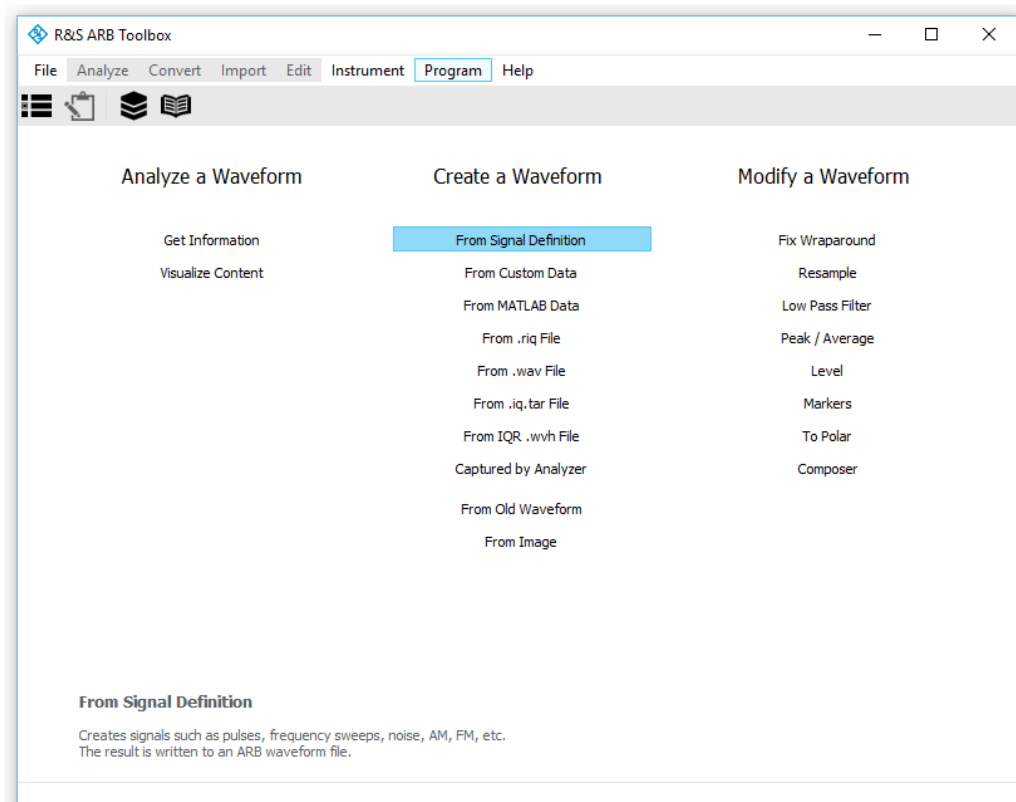 R&S ARB Toolbox
File Analyze Convert Import Edit Instrument Program Help
Analyze a Waveform
Get Information
Visualize Content
Create a Waveform
From Signal Definition
From Custom Data
From MATLAB Data
From .riq File
From .wav File
From .iq.tar File
From IQR .wvh File
Captured by Analyzer
From Old Waveform
From Image
Modify a Waveform
Fix Wraparound
Resample
Low Pass Filter
Peak / Average
Level
Markers
To Polar
Composer
From Signal Definition
Creates signals such as pulses, frequency sweeps, noise, AM, FM, etc.
The result is written to an ARB waveform file.